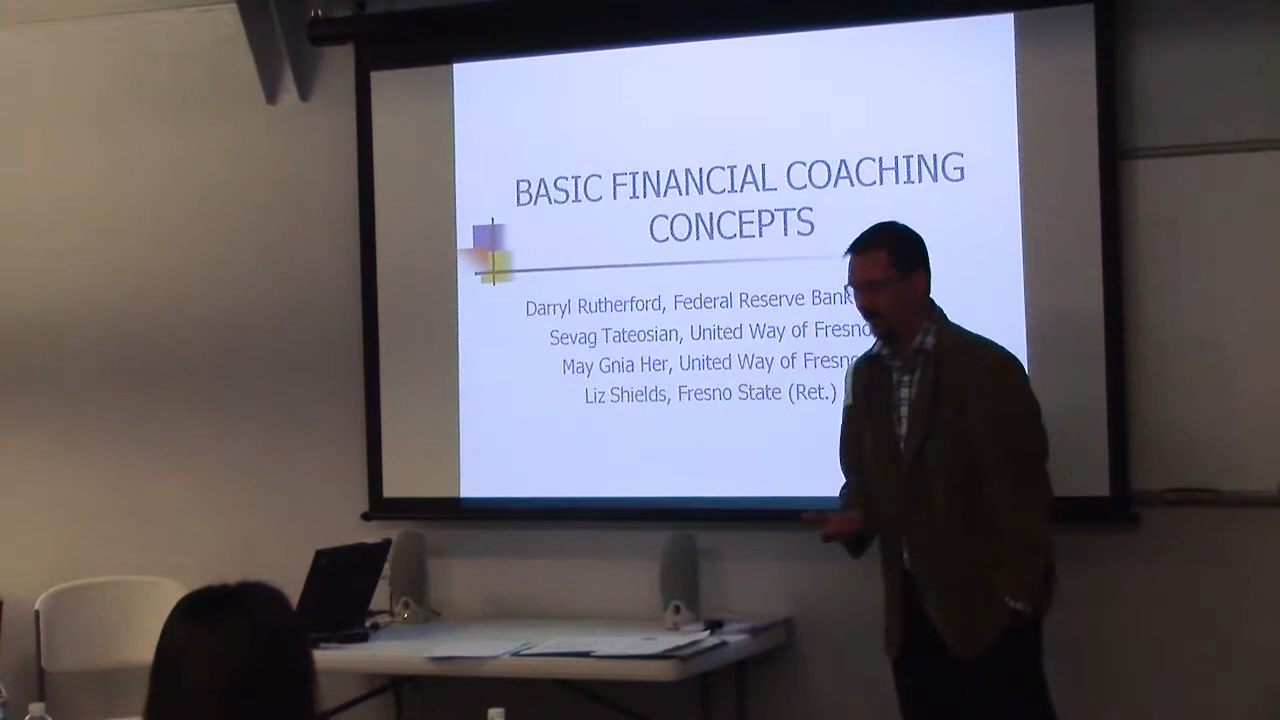 BASIC FINANCIAL COACHING
CONCEPTS
Darryl Rutherford, Federal Reserve Bank
Sevag Tateosian, United Way of Fresno
May Gnia Her, United Way of Fresno
Liz Shields, Fresno State (Ret.)